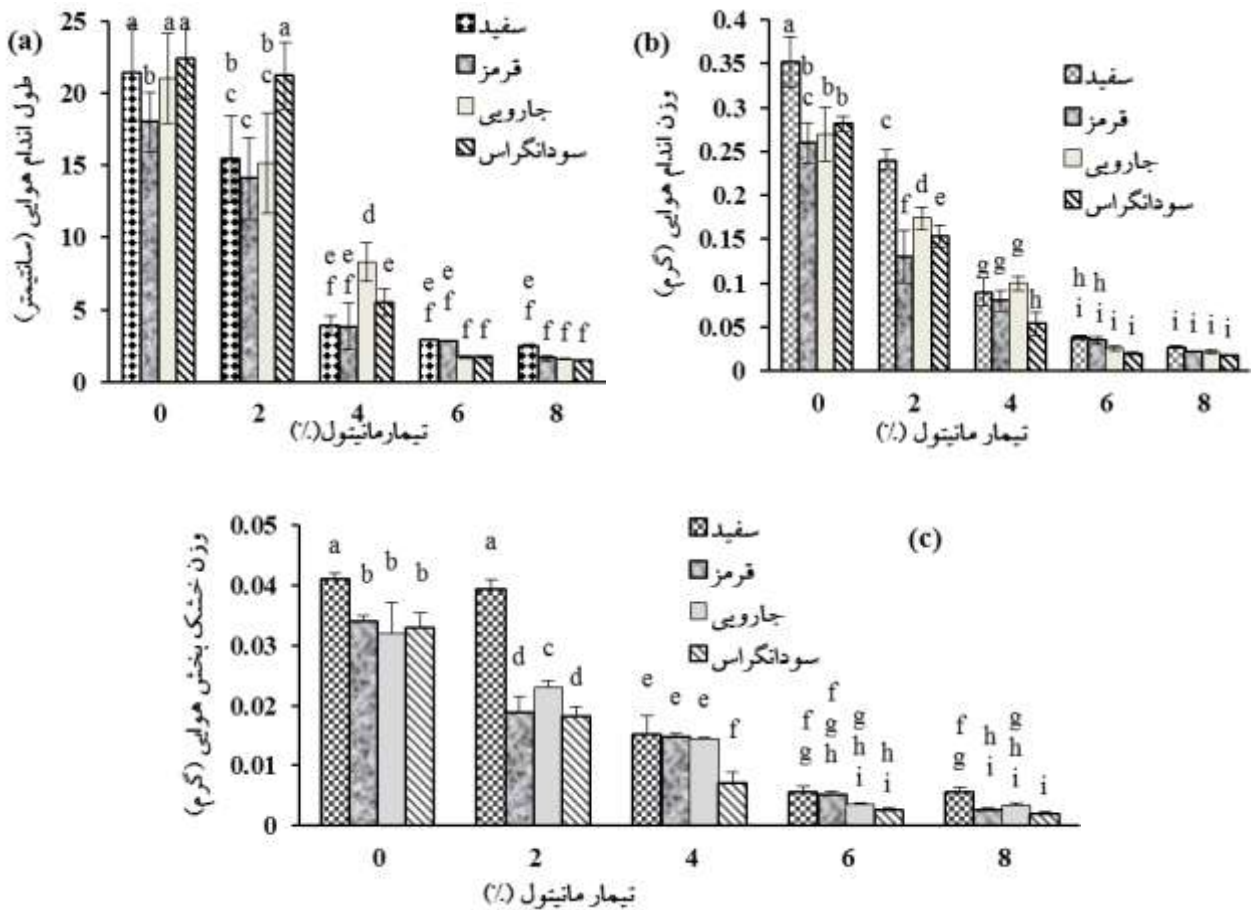 (a)
طول اندام هوایی (سانتیمتر)
25
20
15
10
5
0
a b a a
b c c b c a
e f e f d e
e f e f f f
e f f f f
سفید
قرمز
جارویی
سودانگراس
0 2 4 6 8
تیمارمانیتول(٪)
(b)
وزن اندام هوایی (گرم)
0.4
0.35
0.3
0.25
0.2
0.15
0.1
0.05
0
a b c b b
c f d e
g g g h
h i h i i i
i i i i
سفید
قرمز
جارویی
سودانگراس
0 2 4 6 8
تیمار مانیتول (٪)
(c)
وزن خشک بخش هوایی (گرم)
0.05
0.04
0.03
0.02
0.01
0
a b b b
a d c d
e e e f
f g f g h g h i h i
f g h i g h i i
سفید
قرمز
جارویی
سودانگراس
0 2 4 6 8
تیمار مانیتول (٪)